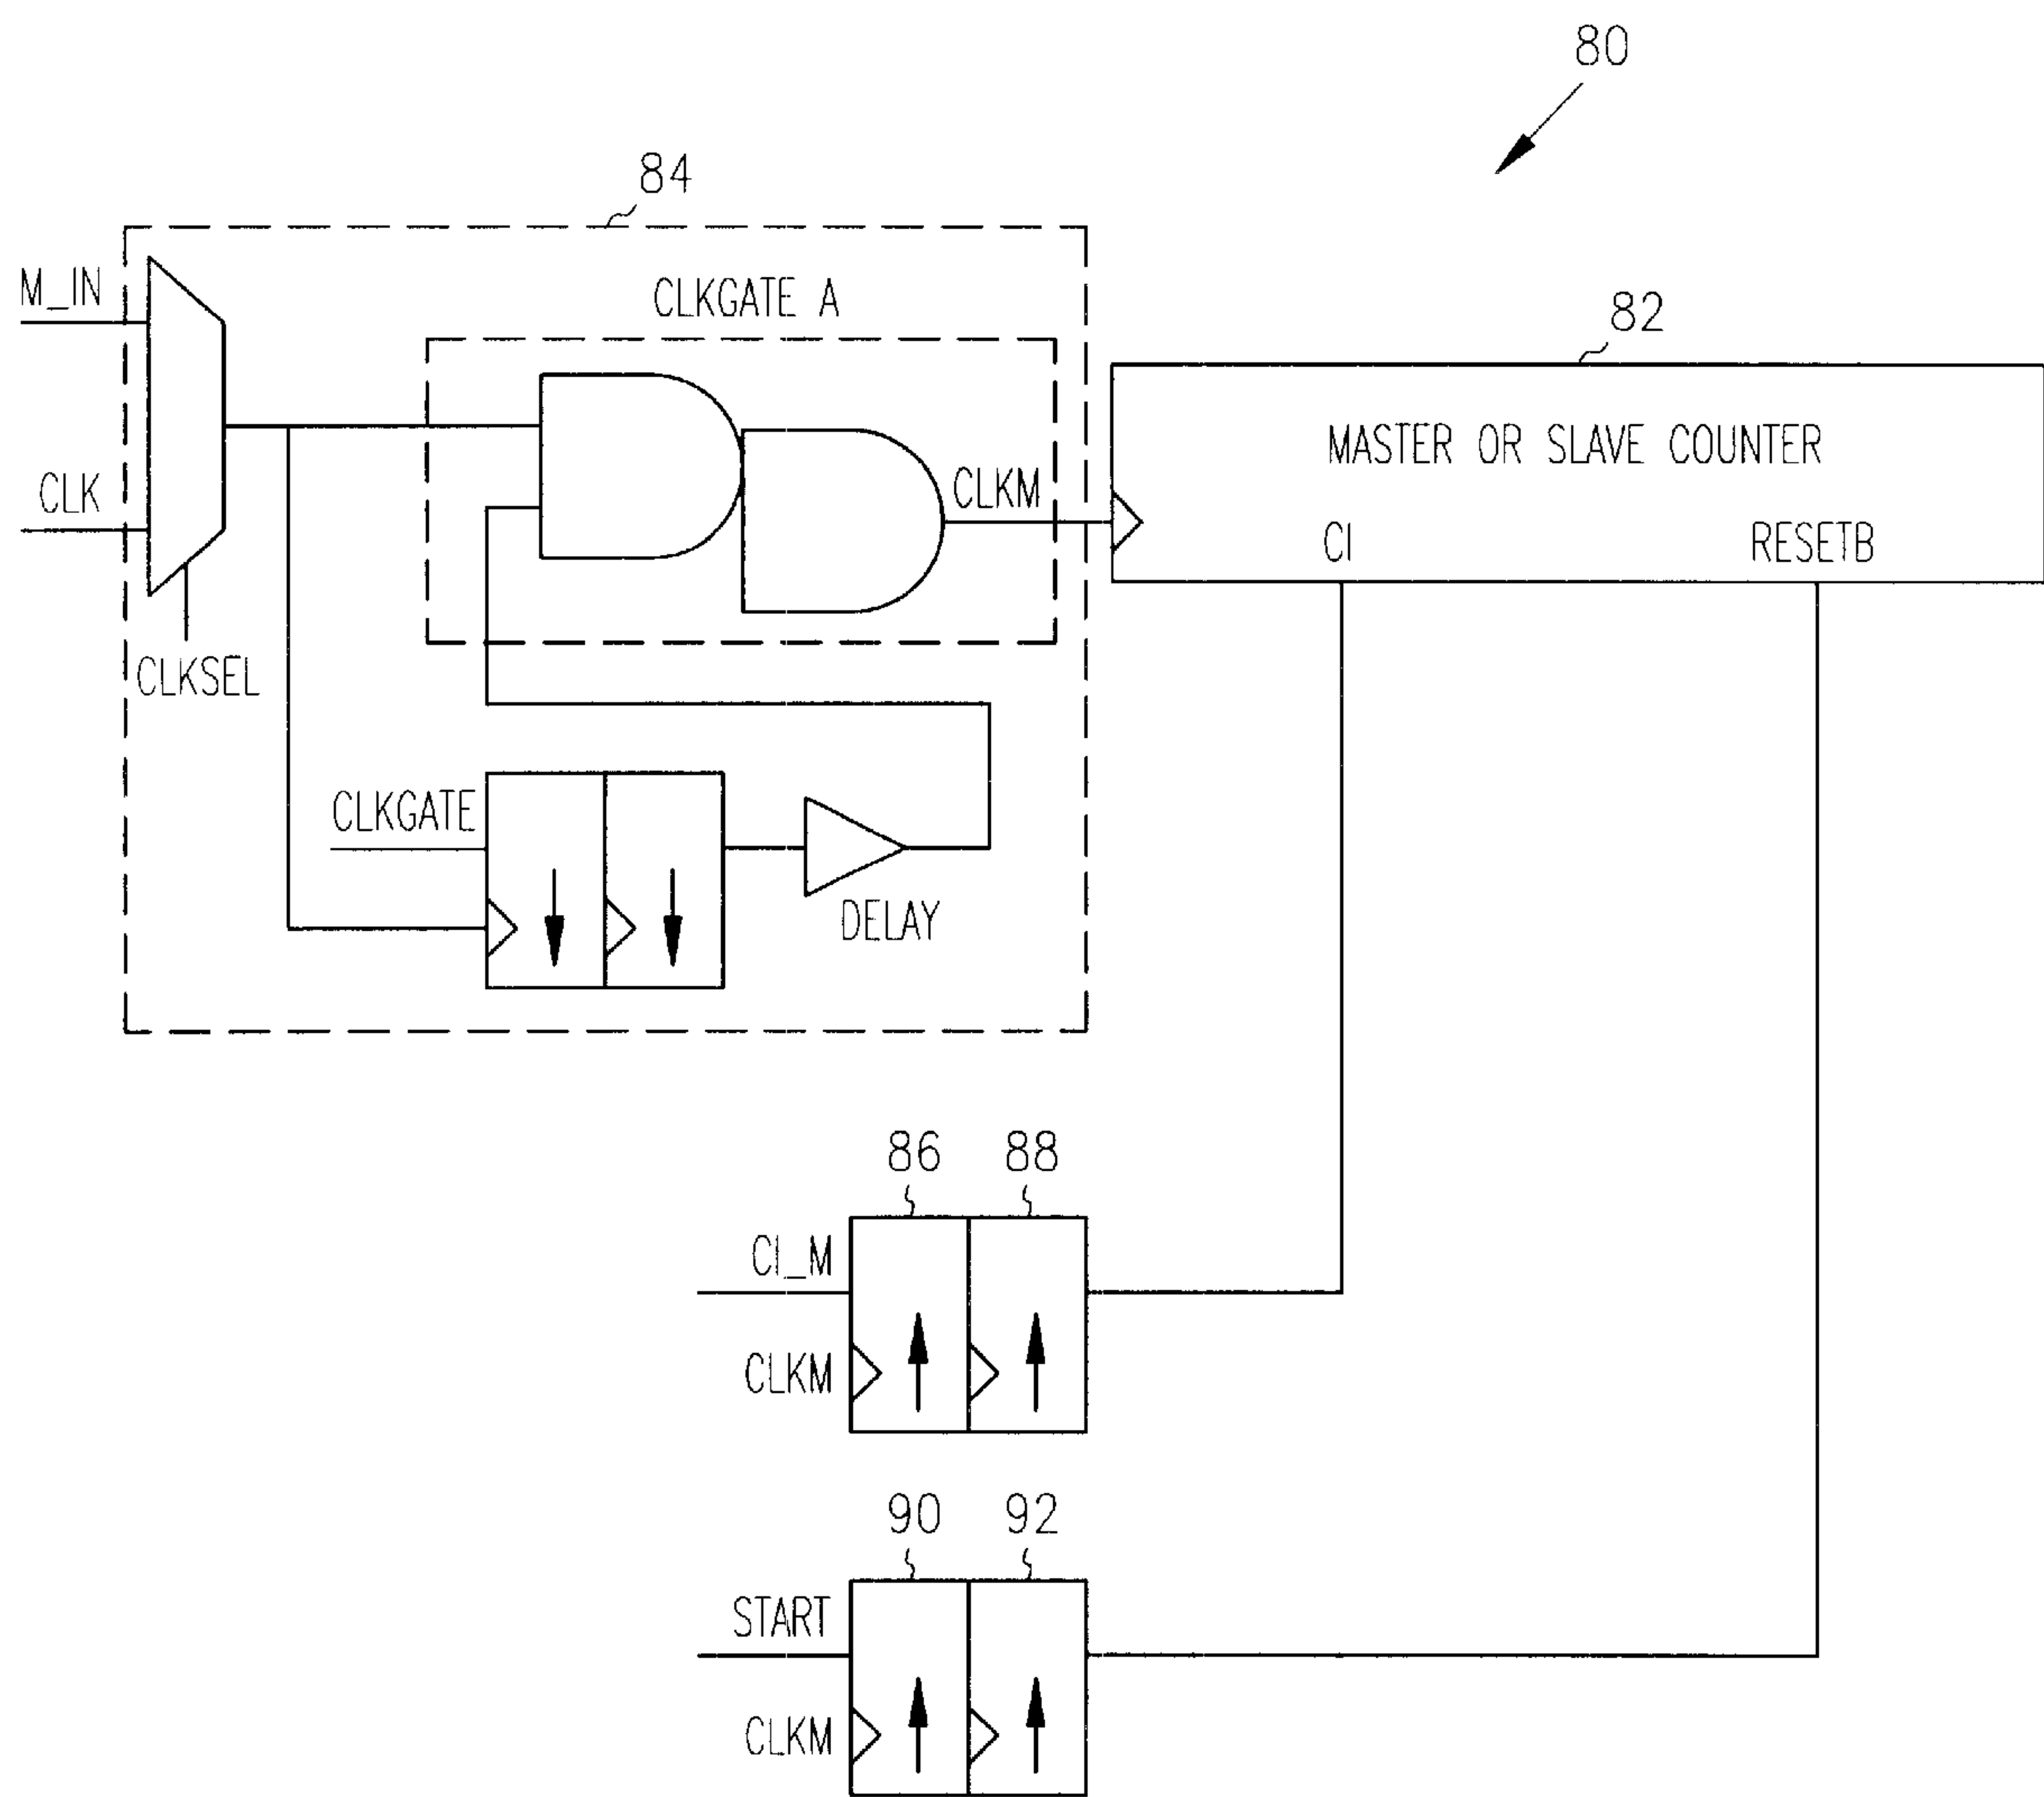 80
84
M_IN
CLKGATE A
82
MASTER OR SLAVE COUNTER
CLK
CLKM
CI
RESETB
CLKSEL
CLKGATE
DELAY
86
88
CI_M
CLKM
90
92
START
CLKM